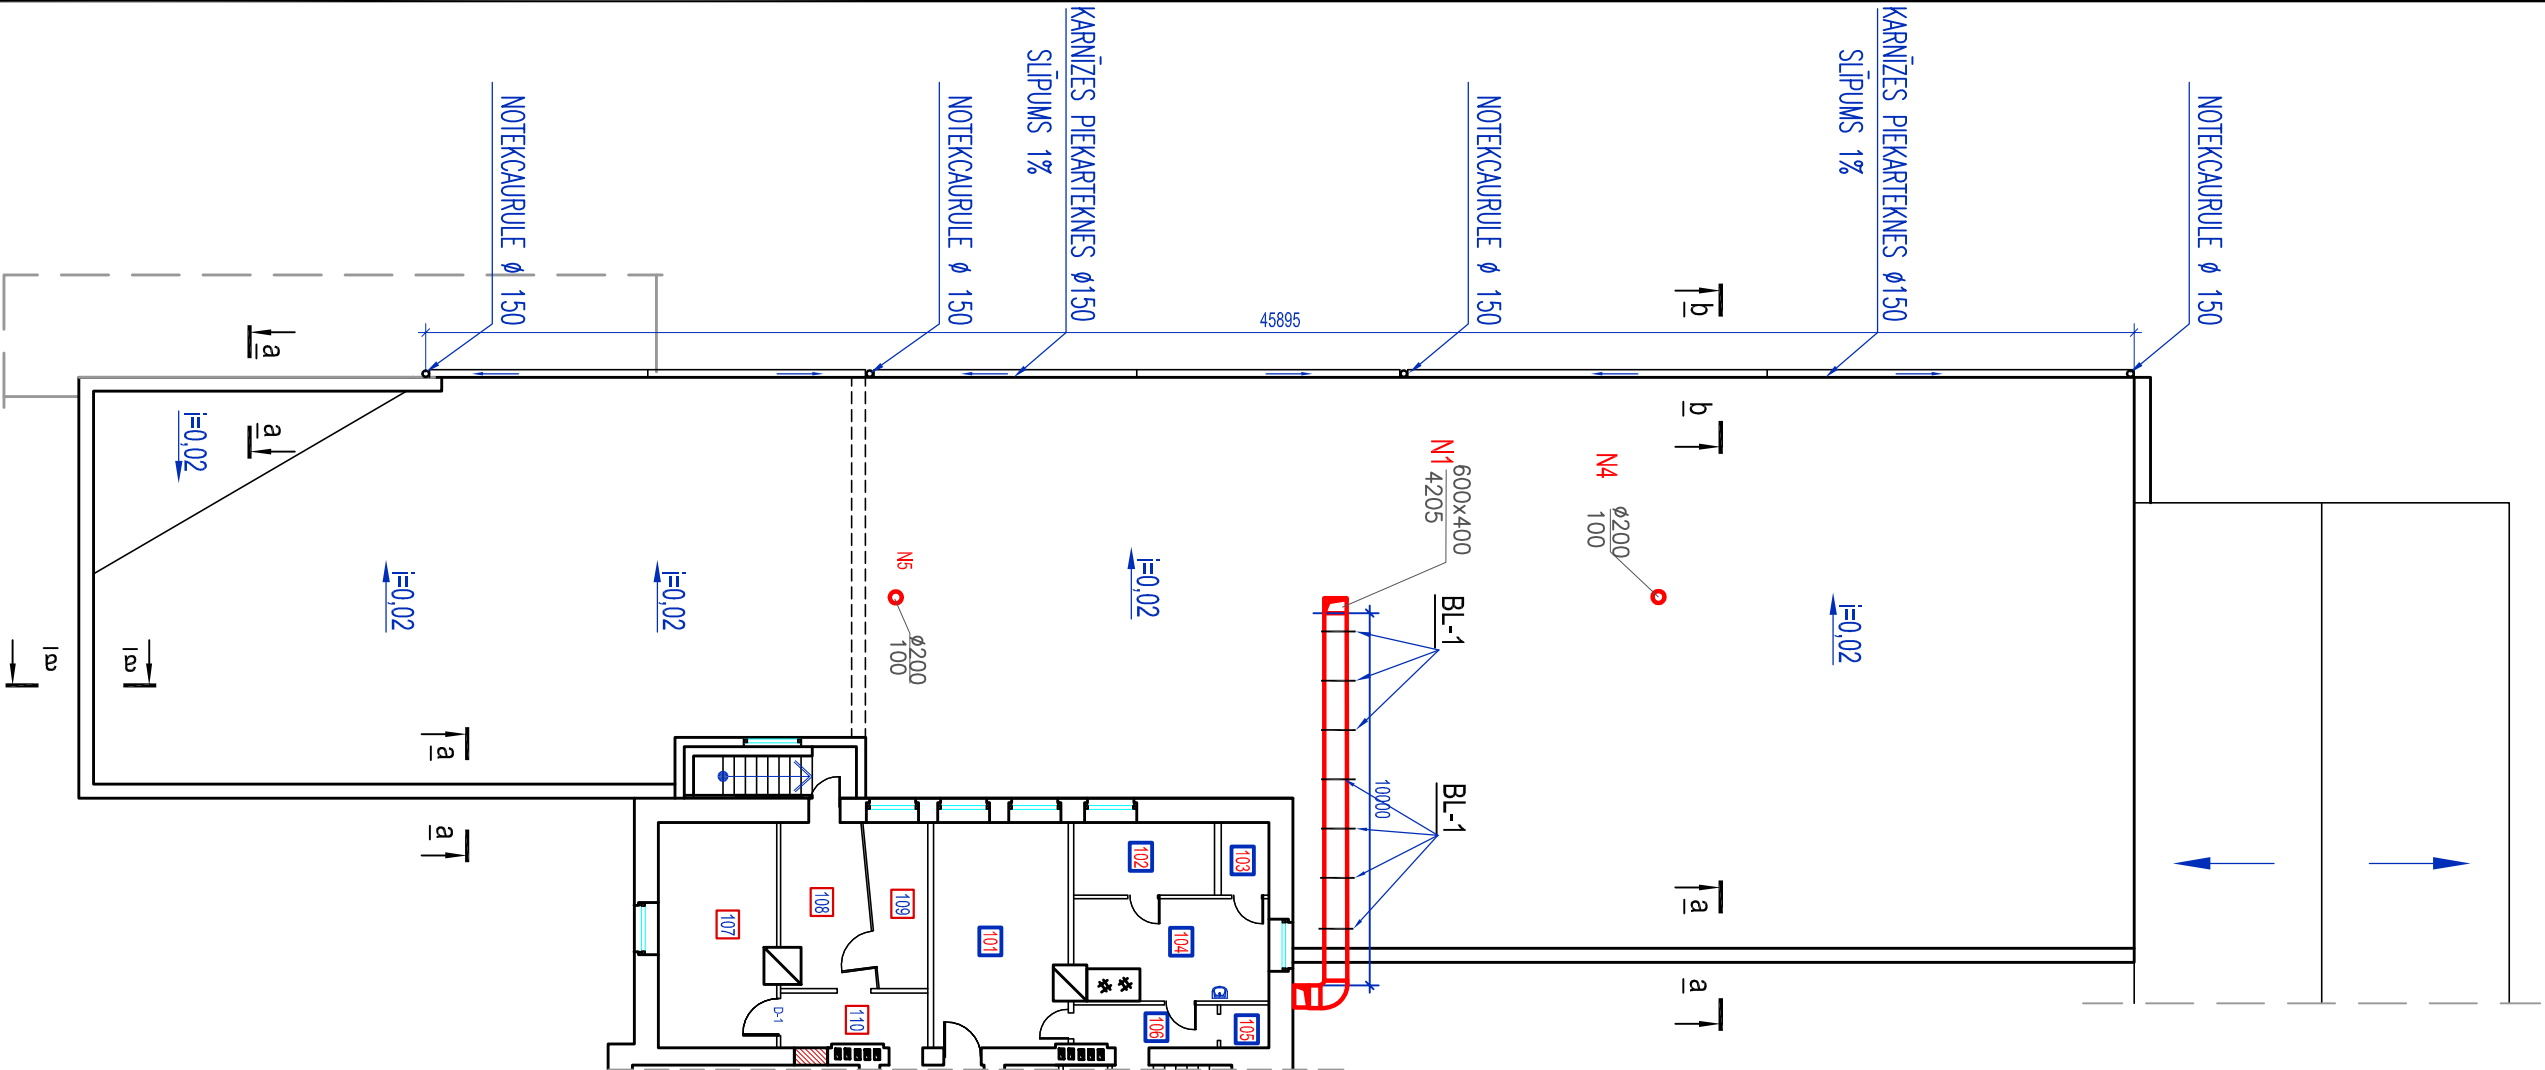 NOTEKCAURULE ø 150
NOTEKCAURULE ø 150
KARNĪZES PIEKARTEKNES ø150
SLĪPUMS 1%
NOTEKCAURULE ø 150
KARNĪZES PIEKARTEKNES ø150
SLĪPUMS 1%
NOTEKCAURULE ø 150
45895
a
a
b
b
i=0,02
i=0,02
i=0,02
i=0,02
i=0,02
N5
ø200
100
N1
600x400
4205
N4
ø200
100
BL-1
BL-1
10000
a
a
a
a
a
a
101
102
103
104
105
106
107
108
109
110
D-1